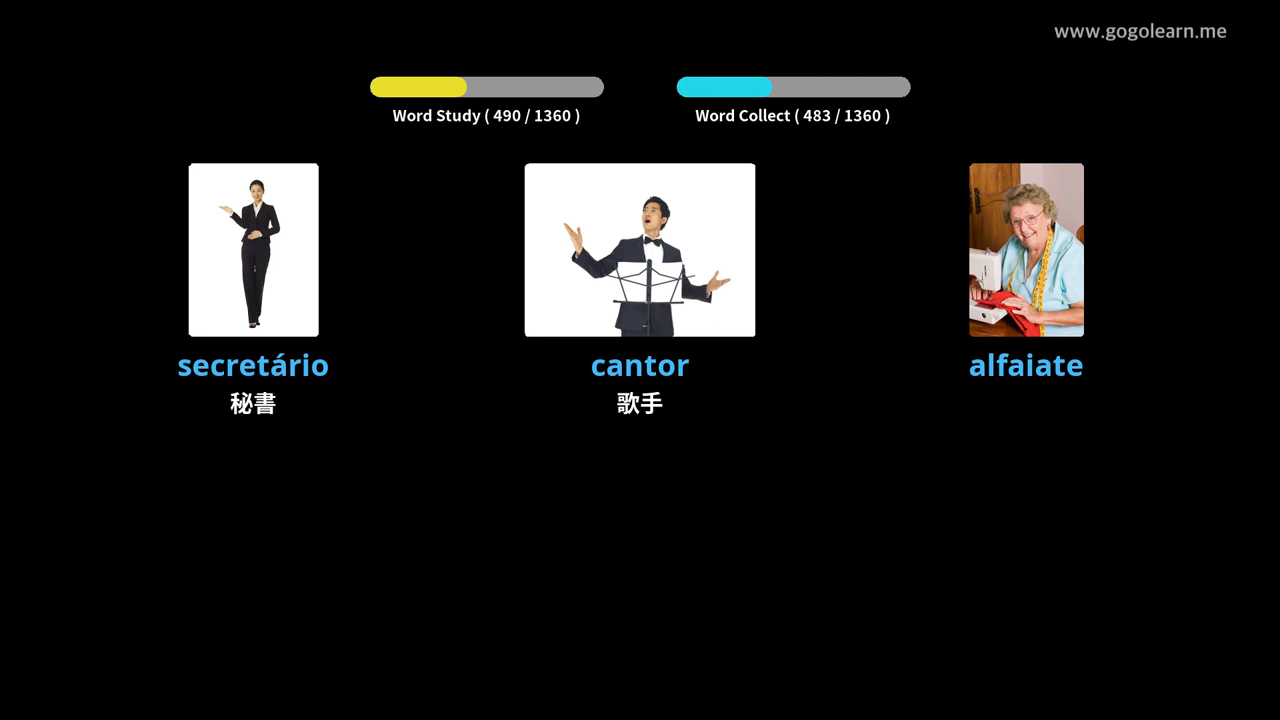 www.gogolearn.me
Word Study ( 490 / 1360 )
Word Collect ( 483 / 1360 )
secretário
秘書
cantor
歌手
alfaiate